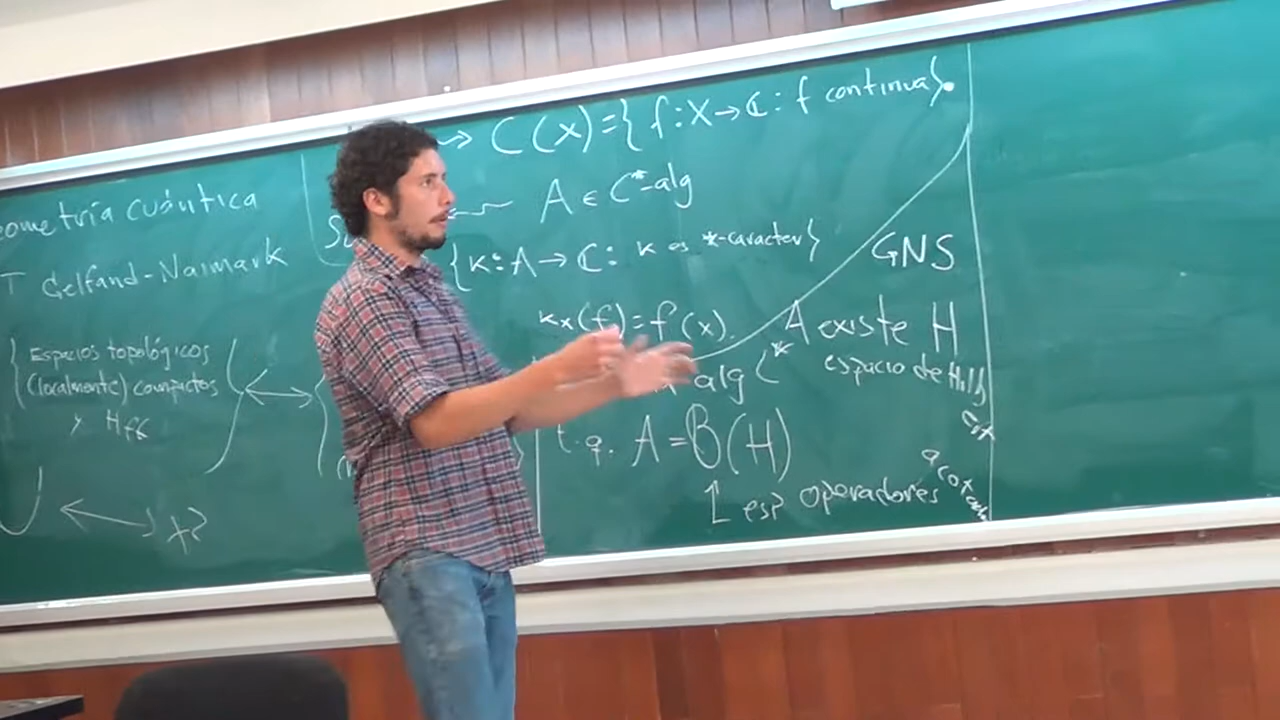 eometría cuántica
T Gelfand-Naimark
{ Espacios topológicos
(localmente) compactos
y Hff } ↔ {
↔
→ C(X)={ f:X→ℂ: f continua}.
A ∈ C*-alg
{κ:A→ℂ: κ es *-caracter}
κx(f)=f(x).
GNS
A existe H
alg C* espacio de Hilb
t.q. A=B(H)
↑ esp operadores acotados